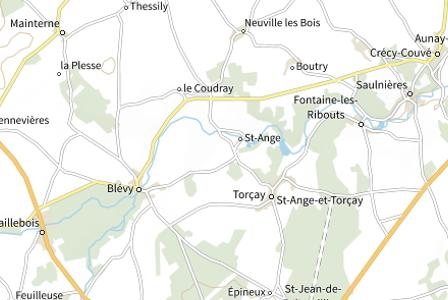 Thessily
Mainterne
Neuville les Bois
Aunay-
Crécy-Couvé
la Plesse
Boutry
Saulnières
le Coudray
Fontaine-les-
Ribouts
ennevières
St-Ange
Blévy
Torçay
St-Ange-et-Torçay
aillebois
Feuilleuse
Épineux
St-Jean-de-